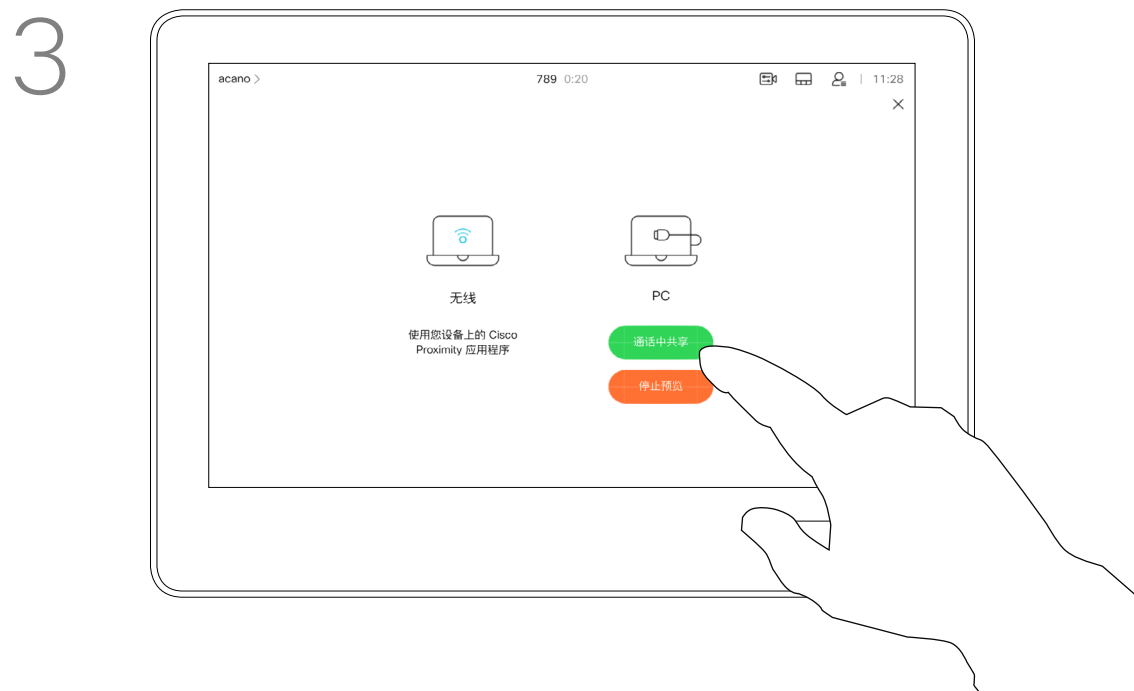 3
acano >
789 0:20
11:28
无线
PC
使用您设备上的 Cisco
Proximity 应用程序
通话中共享
停止预览